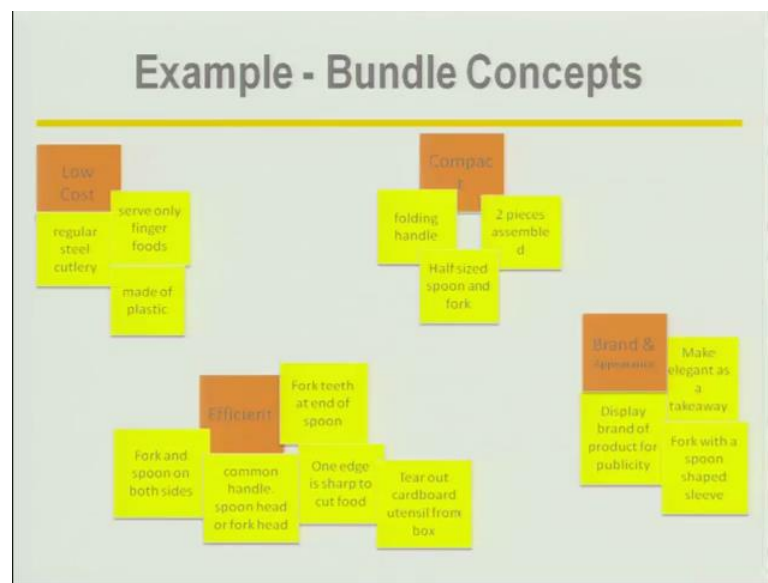 Example - Bundle Concepts
Low
Cost
serve only
finger
foods
regular
steel
cutlery
made of
plastic
Compac
t
folding
handle
2 pieces
assemble
d
Half sized
spoon and
fork
Efficient
Fork teeth
at end of
spoon
Fork and
spoon on
both sides
common
handle.
spoon head
or fork head
One edge
is sharp to
cut food
Tear out
cardboard
utensil from
box
Brand &
Appearance
Make
elegant as
a
takeaway
Display
brand of
product for
publicity
Fork with a
spoon
shaped
sleeve